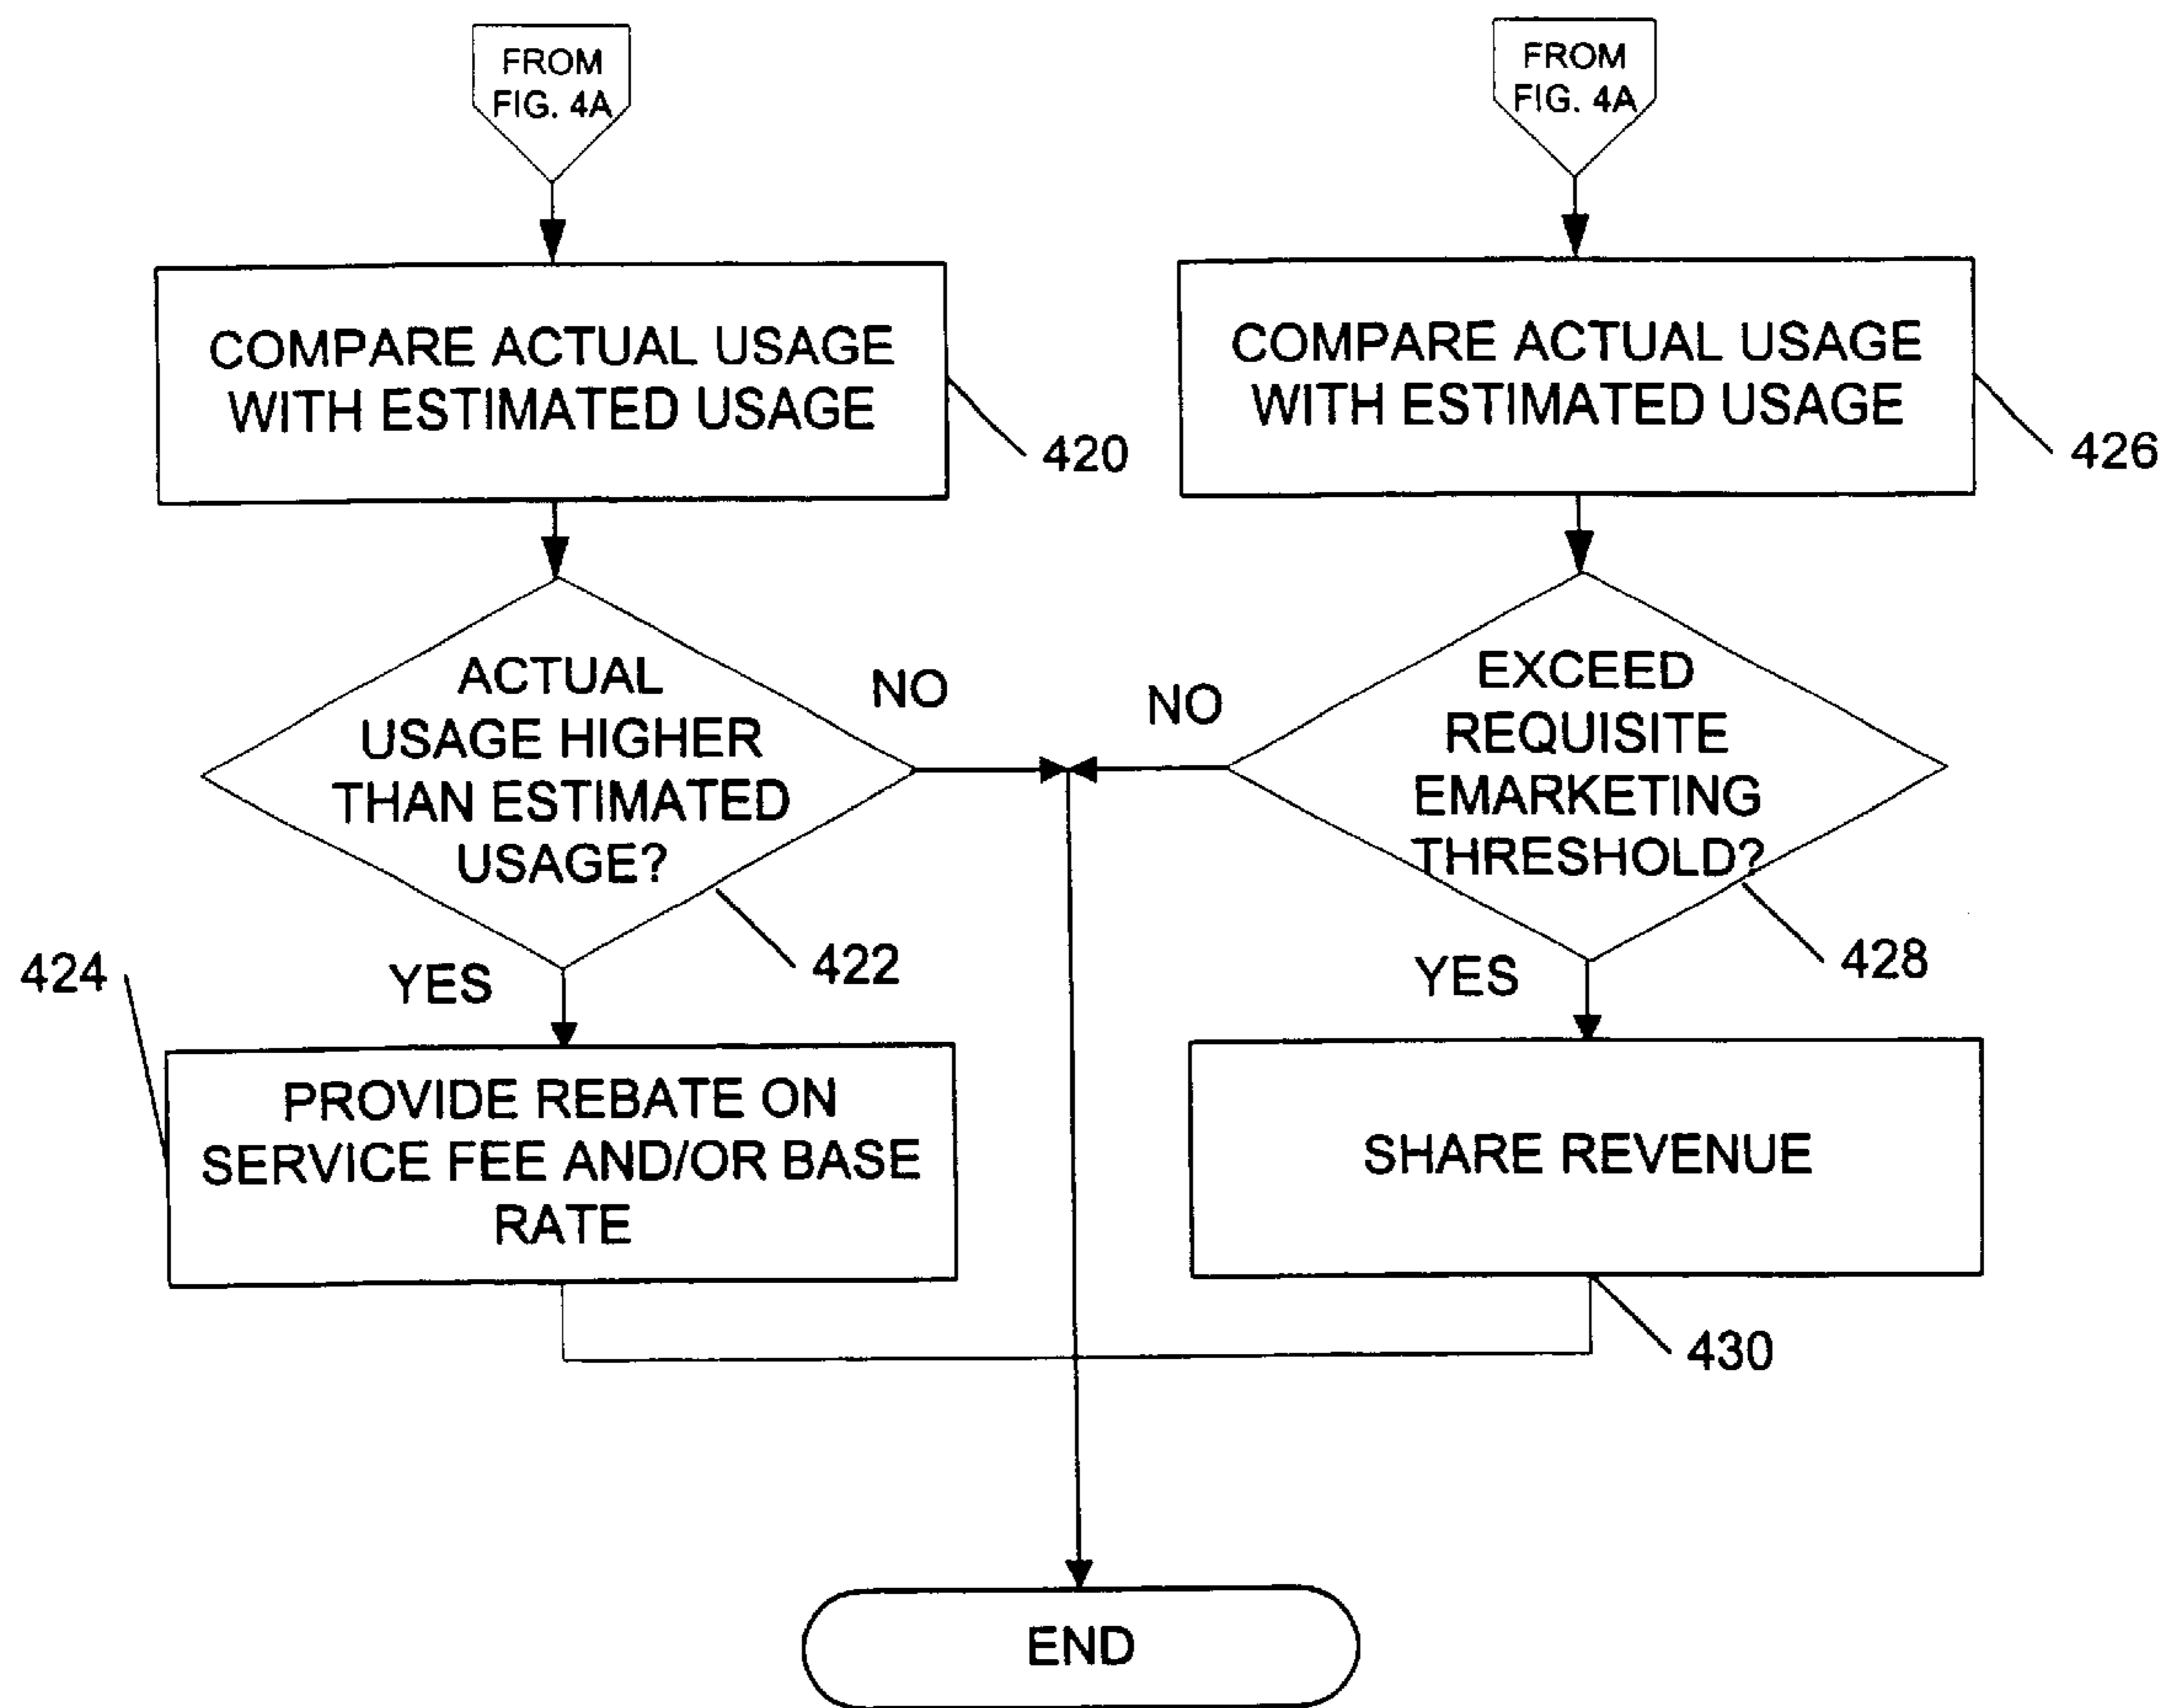 FROM
FIG. 4A
FROM
FIG. 4A
COMPARE ACTUAL USAGE
WITH ESTIMATED USAGE
420
COMPARE ACTUAL USAGE
WITH ESTIMATED USAGE
426
ACTUAL
USAGE HIGHER
THAN ESTIMATED
USAGE?
NO
422
YES
NO
EXCEED
REQUISITE
EMARKETING
THRESHOLD?
428
YES
424
PROVIDE REBATE ON
SERVICE FEE AND/OR BASE
RATE
SHARE REVENUE
430
END